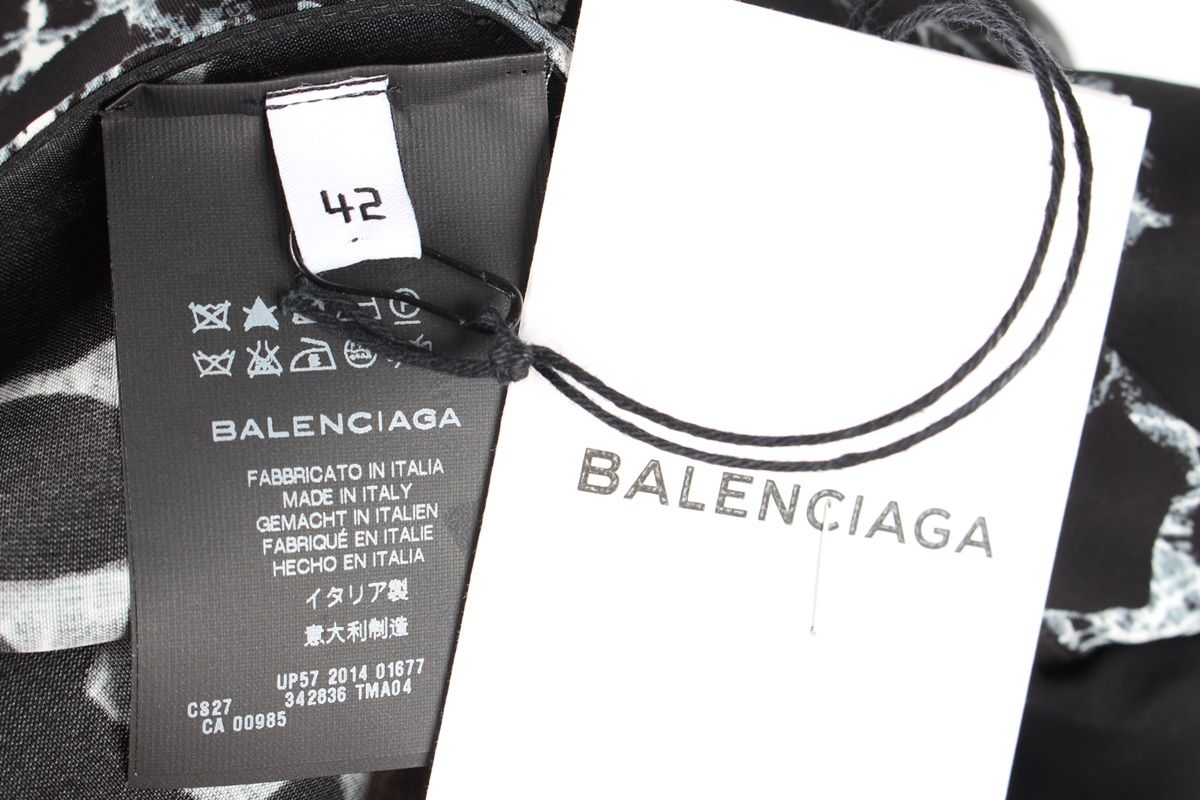 42
BALENCIAGA
FABBRICATO IN ITALIA
MADE IN ITALY
GEMACHT IN ITALIEN
FABRIQUÉ EN ITALIE
HECHO EN ITALIA
イタリア製
意大利制造
UP57 2014 01677
342836 TMA04
CS27
CA 00985
BALENCIAGA